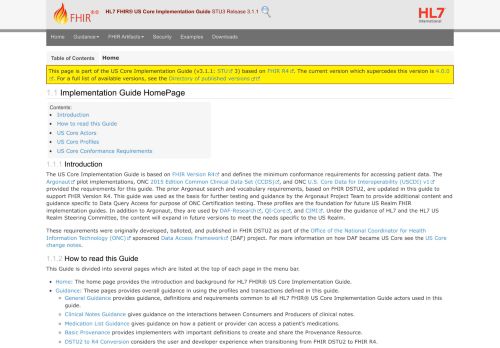 FHIR
HL7 FHIR® US Core Implementation Guide STU3 Release 3.1.1
HL7
International
Home Guidance FHIR Artifacts Security Examples Downloads
Table of Contents Home
This page is part of the US Core Implementation Guide (v3.1.1: STU 3) based on FHIR R4. The current version which supercedes this version is 4.0.0
. For a full list of available versions, see the Directory of published versions
1.1 Implementation Guide HomePage
Contents:
• Introduction
• How to read this Guide
• US Core Actors
• US Core Profiles
• US Core Conformance Requirements
1.1.1 Introduction
The US Core Implementation Guide is based on FHIR Version R4 and defines the minimum conformance requirements for accessing patient data. The
Argonaut pilot implementations, ONC 2015 Edition Common Clinical Data Set (CCDS), and ONC U.S. Core Data for Interoperability (USCDI) v1
provided the requirements for this guide. The prior Argonaut search and vocabulary requirements, based on FHIR DSTU2, are updated in this guide to
support FHIR Version R4. This guide was used as the basis for further testing and guidance by the Argonaut Project Team to provide additional content and
guidance specific to Data Query Access for purpose of ONC Certification testing. These profiles are the foundation for future US Realm FHIR
implementation guides. In addition to Argonaut, they are used by DAF-Research, QI-Core, and CIMI. Under the guidance of HL7 and the HL7 US
Realm Steering Committee, the content will expand in future versions to meet the needs specific to the US Realm.
These requirements were originally developed, balloted, and published in FHIR DSTU2 as part of the Office of the National Coordinator for Health
Information Technology (ONC) sponsored Data Access Framework (DAF) project. For more information on how DAF became US Core see the US Core
change notes.
1.1.2 How to read this Guide
This Guide is divided into several pages which are listed at the top of each page in the menu bar.
• Home: The home page provides the introduction and background for HL7 FHIR® US Core Implementation Guide.
• Guidance: These pages provides overall guidance in using the profiles and transactions defined in this guide.
General Guidance provides guidance, definitions and requirements common to all HL7 FHIR® US Core Implementation Guide actors used in this
guide.
Clinical Notes Guidance gives guidance on the interactions between Consumers and Producers of clinical notes.
Medication List Guidance gives guidance on how a patient or provider can access a patient's medications.
Basic Provenance provides implementers with important definitions to create and share the Provenance Resource.
DSTU2 to R4 Conversion considers the user and developer experience when transitioning from FHIR DSTU2 to FHIR R4.